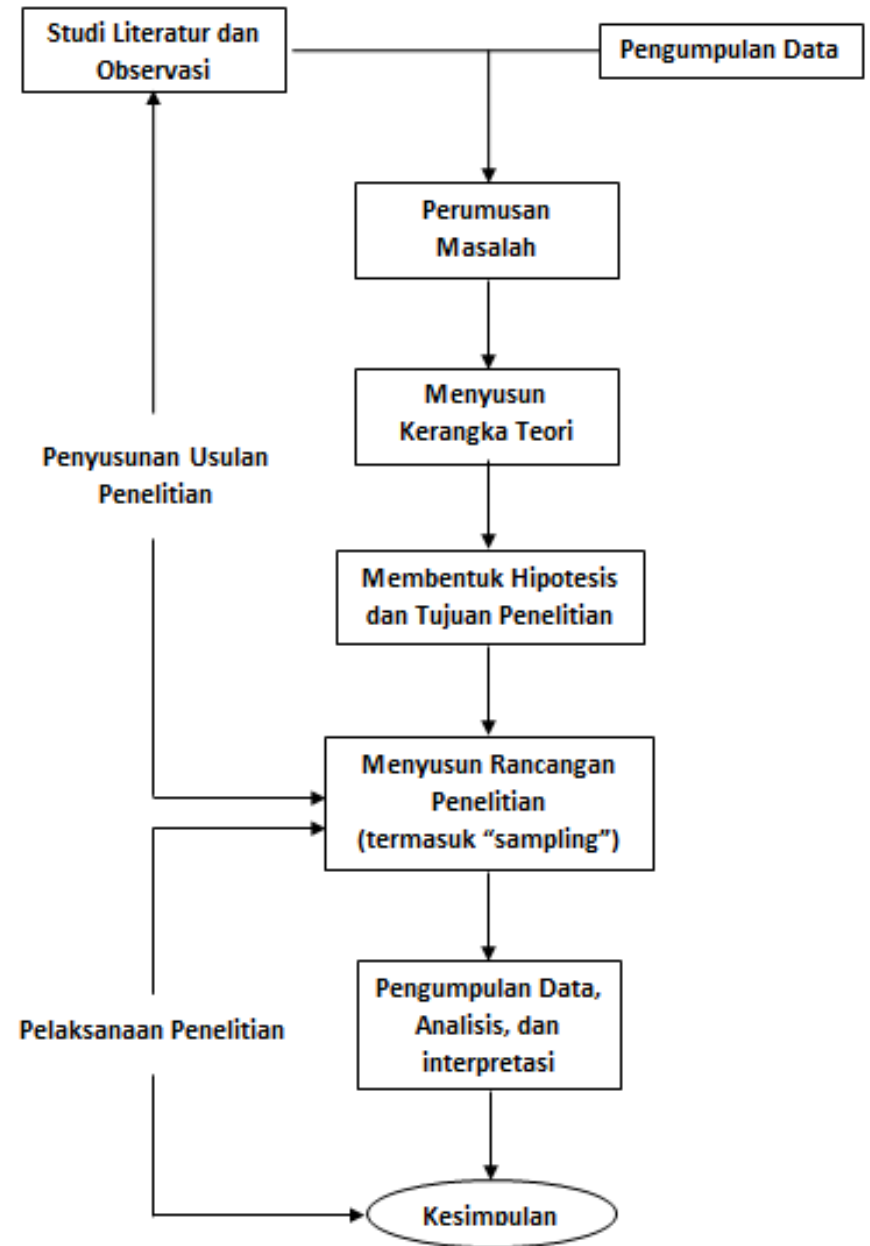 Studi Literatur dan
Observasi
Pengumpulan Data
Perumusan
Masalah
Menyusun
Kerangka Teori
Penyusunan Usulan
Penelitian
Membentuk Hipotesis
dan Tujuan Penelitian
Menyusun Rancangan
Penelitian
(termasuk “sampling”)
Pengumpulan Data,
Analisis, dan
interpretasi
Pelaksanaan Penelitian
Kesimpulan